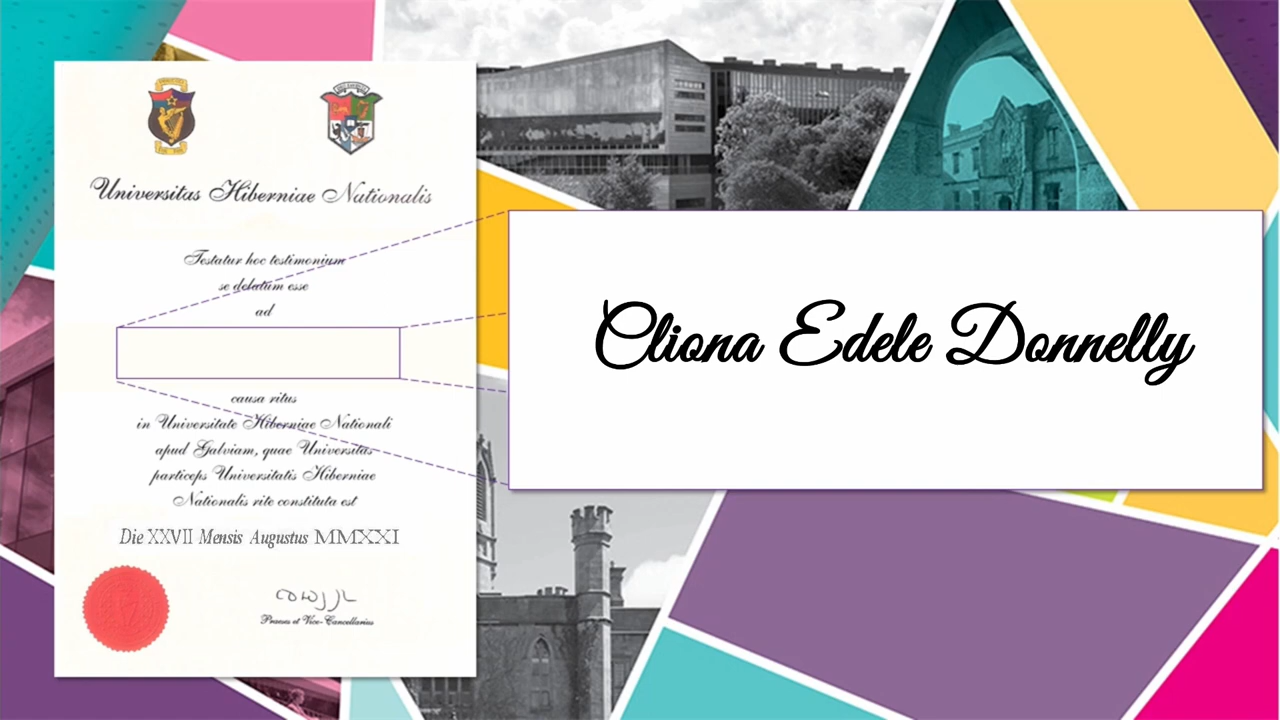 Universitas Hiberniae Nationalis
Testatur hoc testimonium
se delatum esse
ad
causa ritus
in Universitate Hiberniae Nationali
apud Galviam, quae Universitas
particeps Universitatis Hiberniae
Nationalis rite constituta est
Die XXVII Mensis Augustus MMXXI
Praeses et Vice-Cancellarius
Cliona Edele Donnelly